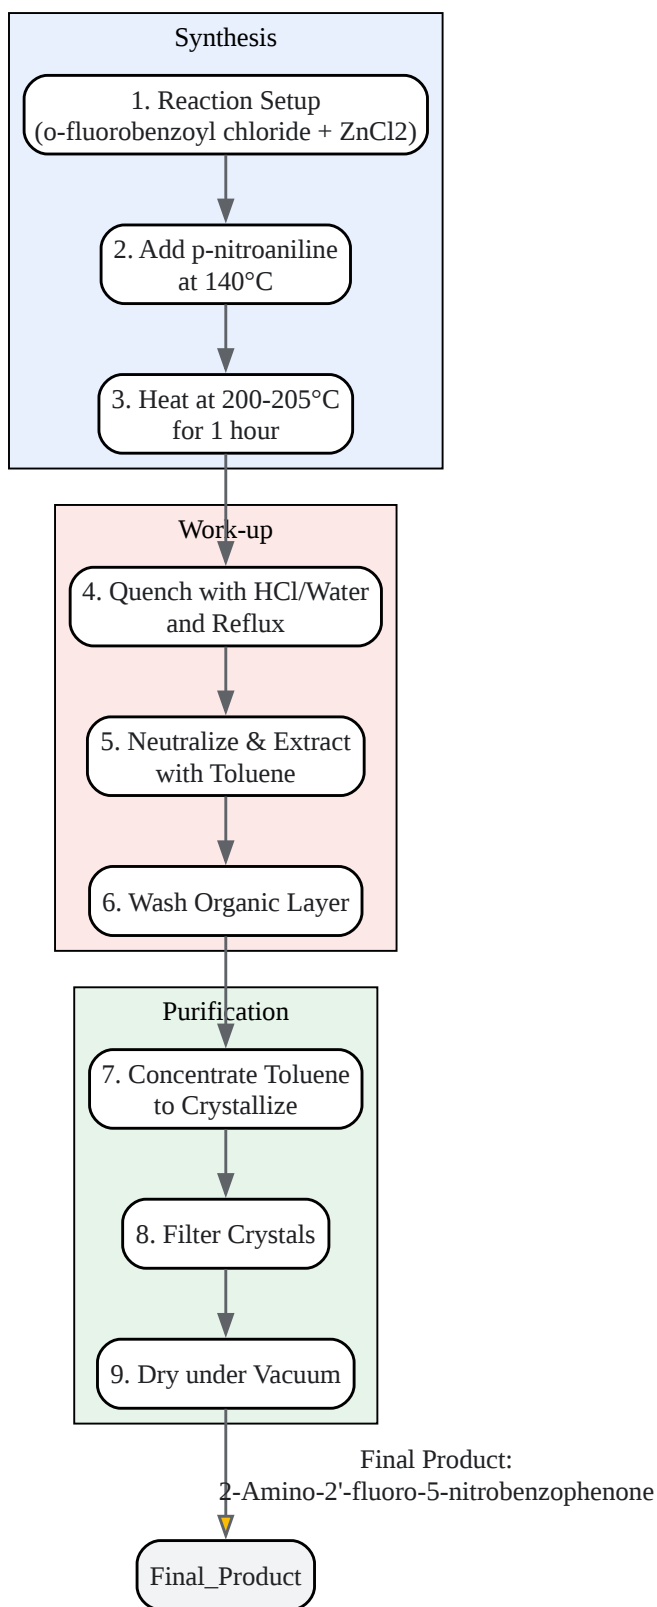 Synthesis
1. Reaction Setup
(o-fluorobenzoyl chloride + ZnCl2)
2. Add p-nitroaniline
at 140°C
3. Heat at 200-205°C
for 1 hour
Work-up
4. Quench with HCl/Water
and Reflux
5. Neutralize & Extract
with Toluene
6. Wash Organic Layer
Purification
7. Concentrate Toluene
to Crystallize
8. Filter Crystals
9. Dry under Vacuum
Final Product:
2-Amino-2'-fluoro-5-nitrobenzophenone
Final_Product